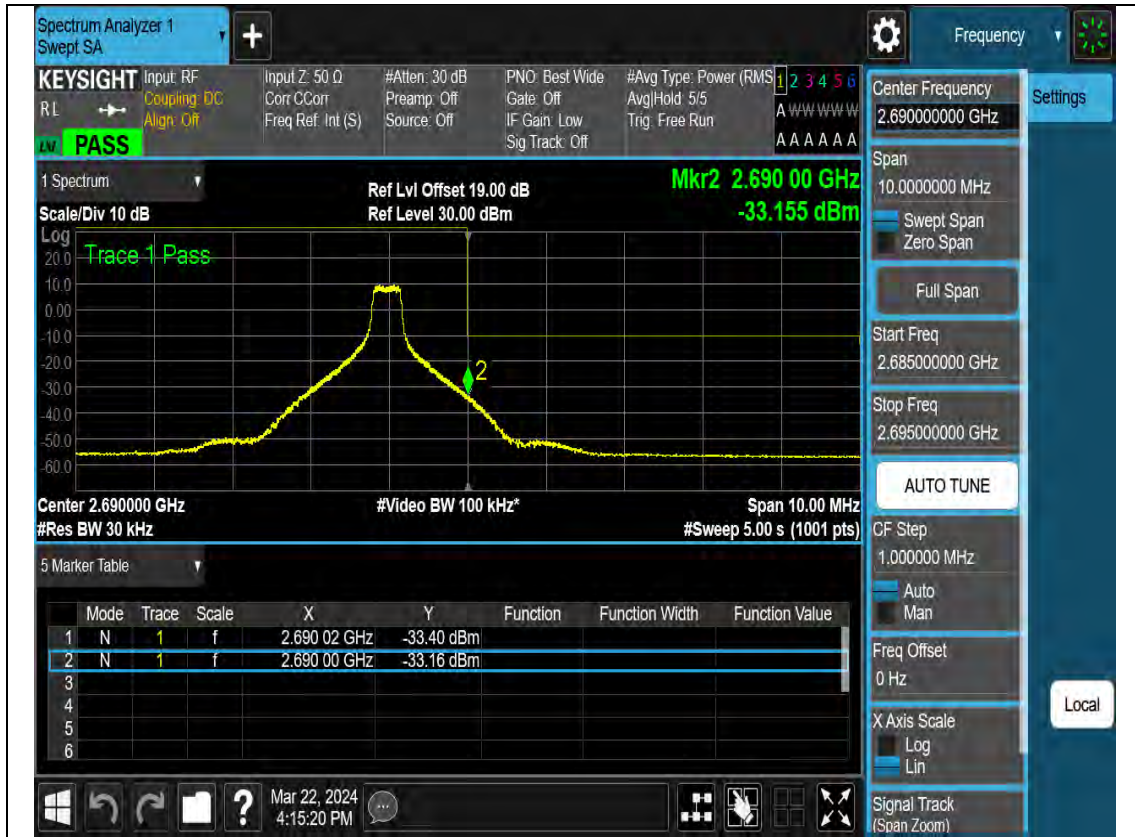 Spectrum Analyzer 1
Swept SA
+
Frequency
KEYSIGHT Input: RF Input Z: 50 Ω #Atten: 30 dB PNO: Best Wide #Avg Type: Power (RMS 1 2 3 4 5 6
RL Coupling: DC Corr CCorr Preamp: Off Gate: Off Avg|Hold: 5/5 A W W W W W
Align: Off Freq Ref: Int (S) Source: Off IF Gain: Low Trig: Free Run
PASS Sig Track: Off A A A A A A
1 Spectrum
Ref Lvl Offset 19.00 dB Mkr2 2.690 00 GHz
Scale/Div 10 dB Ref Level 30.00 dBm -33.155 dBm
Log
Trace 1 Pass
20.0
10.0
0.00
-10.0
-20.0
-30.0
-40.0
-50.0
-60.0
2
Center 2.690000 GHz #Video BW 100 kHz* Span 10.00 MHz
#Res BW 30 kHz #Sweep 5.00 s (1001 pts)
5 Marker Table
Mode Trace Scale X Y Function Function Width Function Value
1 N 1 f 2.690 02 GHz -33.40 dBm
2 N 1 f 2.690 00 GHz -33.16 dBm
3
4
5
6
Mar 22, 2024
4:15:20 PM
?
Center Frequency
2.690000000 GHz
Settings
Span
10.0000000 MHz
Swept Span
Zero Span
Full Span
Start Freq
2.685000000 GHz
Stop Freq
2.695000000 GHz
AUTO TUNE
CF Step
1.000000 MHz
Auto
Man
Freq Offset
0 Hz
X Axis Scale
Log
Lin
Local
Signal Track
(Span Zoom)